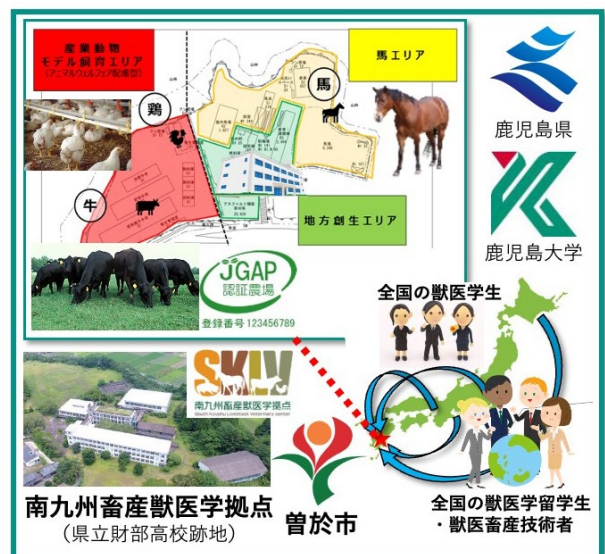 産業動物
モデル飼育エリア
(アニマルウェルフェア配慮型)
馬エリア
鶏
馬
牛
地方創生エリア
JGAP
認証農場
登録番号 123456789
鹿児島県
鹿児島大学
全国の獣医学生
SKLV
南九州畜産獣医学拠点
南九州畜産獣医学拠点
(県立財部高校跡地)
曽於市
全国の獣医学留学生
・獣医畜産技術者